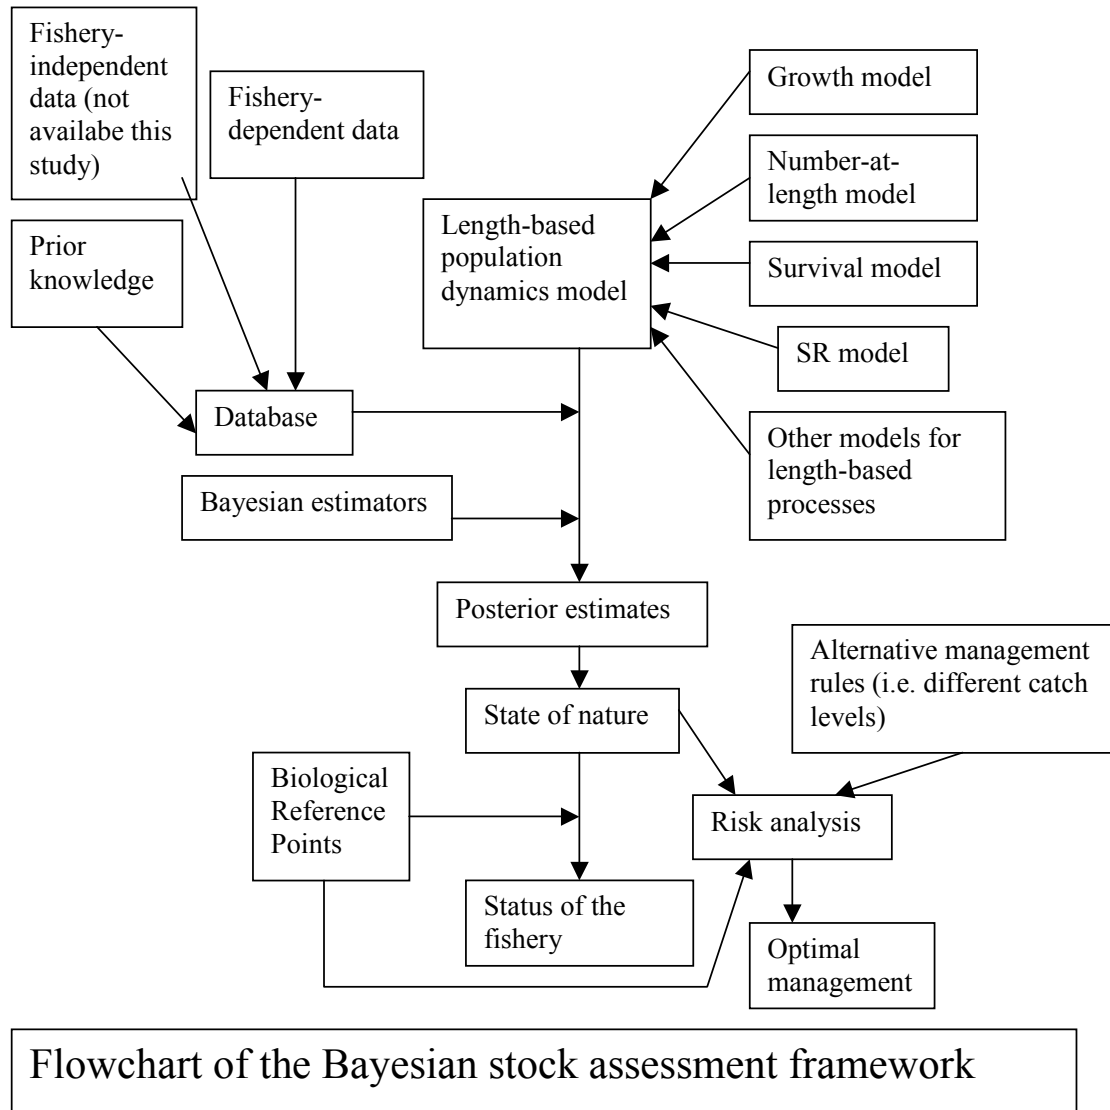 Fishery-
independent
data (not
availabe this
study)
Fishery-
dependent data
Growth model
Number-at-
length model
Prior
knowledge
Length-based
population
dynamics model
Survival model
SR model
Database
Other models for
length-based
processes
Bayesian estimators
Posterior estimates
Alternative management
rules (i.e. different catch
levels)
State of nature
Biological
Reference
Points
Risk analysis
Status of the
fishery
Optimal
management
Flowchart of the Bayesian stock assessment framework